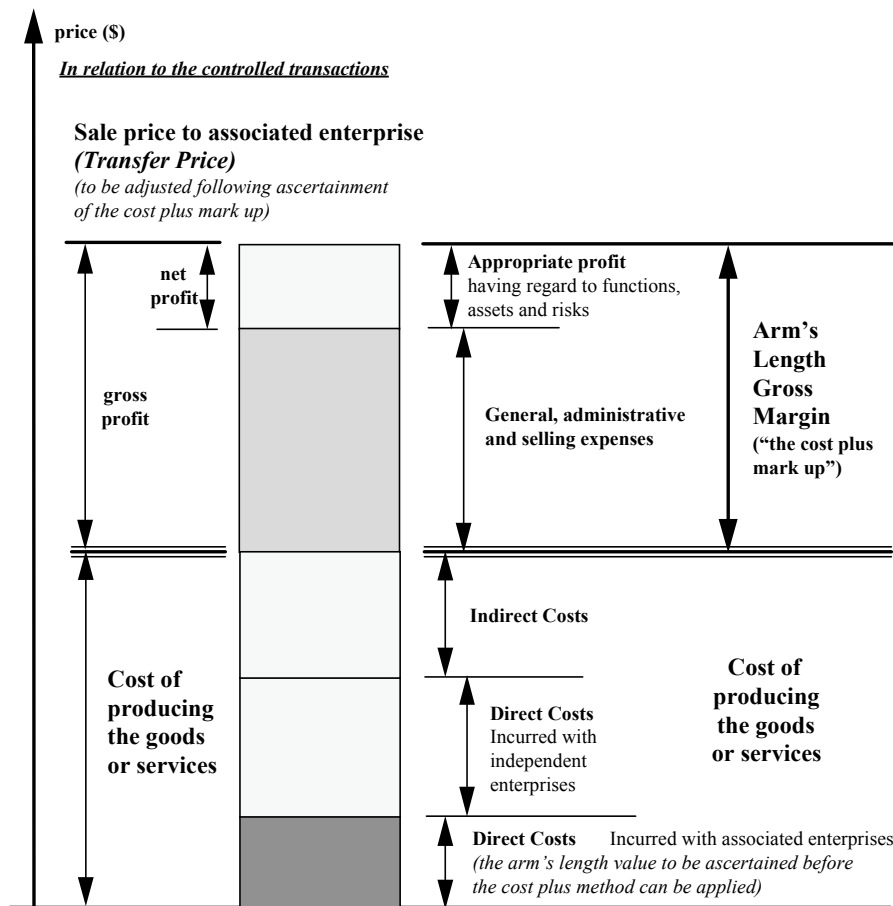 price ($)
In relation to the controlled transactions
Sale price to associated enterprise
(Transfer Price)
(to be adjusted following ascertainment
of the cost plus mark up)
net
profit
gross
profit
Appropriate profit
having regard to functions,
assets and risks
General, administrative
and selling expenses
Arm’s
Length
Gross
Margin
(“the cost plus
mark up”)
Cost of
producing
the goods
or services
Indirect Costs
Direct Costs
Incurred with
independent
enterprises
Cost of
producing
the goods
or services
Direct Costs Incurred with associated enterprises
(the arm’s length value to be ascertained before
the cost plus method can be applied)